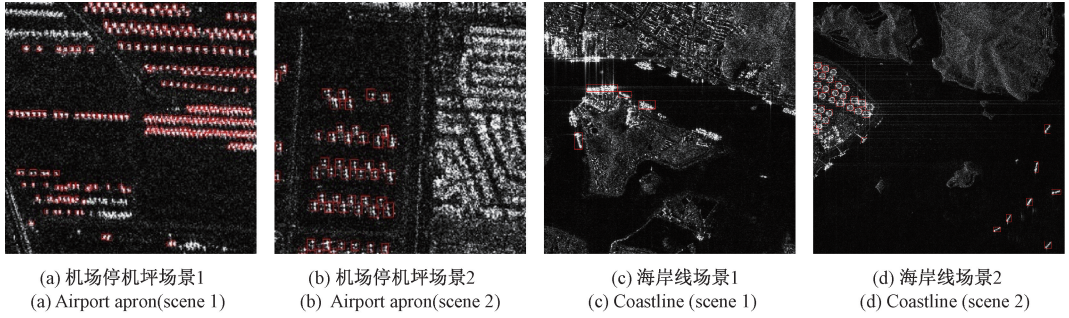 (a) 机场停机坪场景1
(a) Airport apron(scene 1)
(b) 机场停机坪场景2
(b) Airport apron(scene 2)
(c) 海岸线场景1
(c) Coastline (scene 1)
(d) 海岸线场景2
(d) Coastline (scene 2)